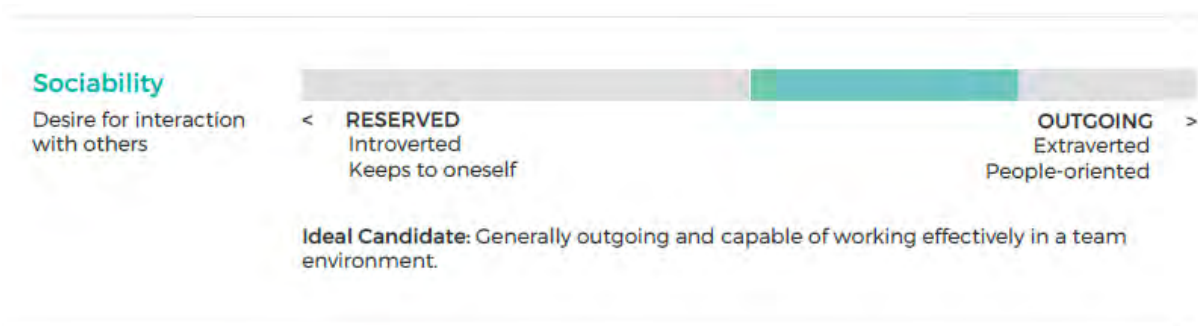 Sociability
Desire for interaction
with others
< RESERVED
Introverted
Keeps to oneself
OUTGOING >
Extraverted
People-oriented
Ideal Candidate: Generally outgoing and capable of working effectively in a team
environment.